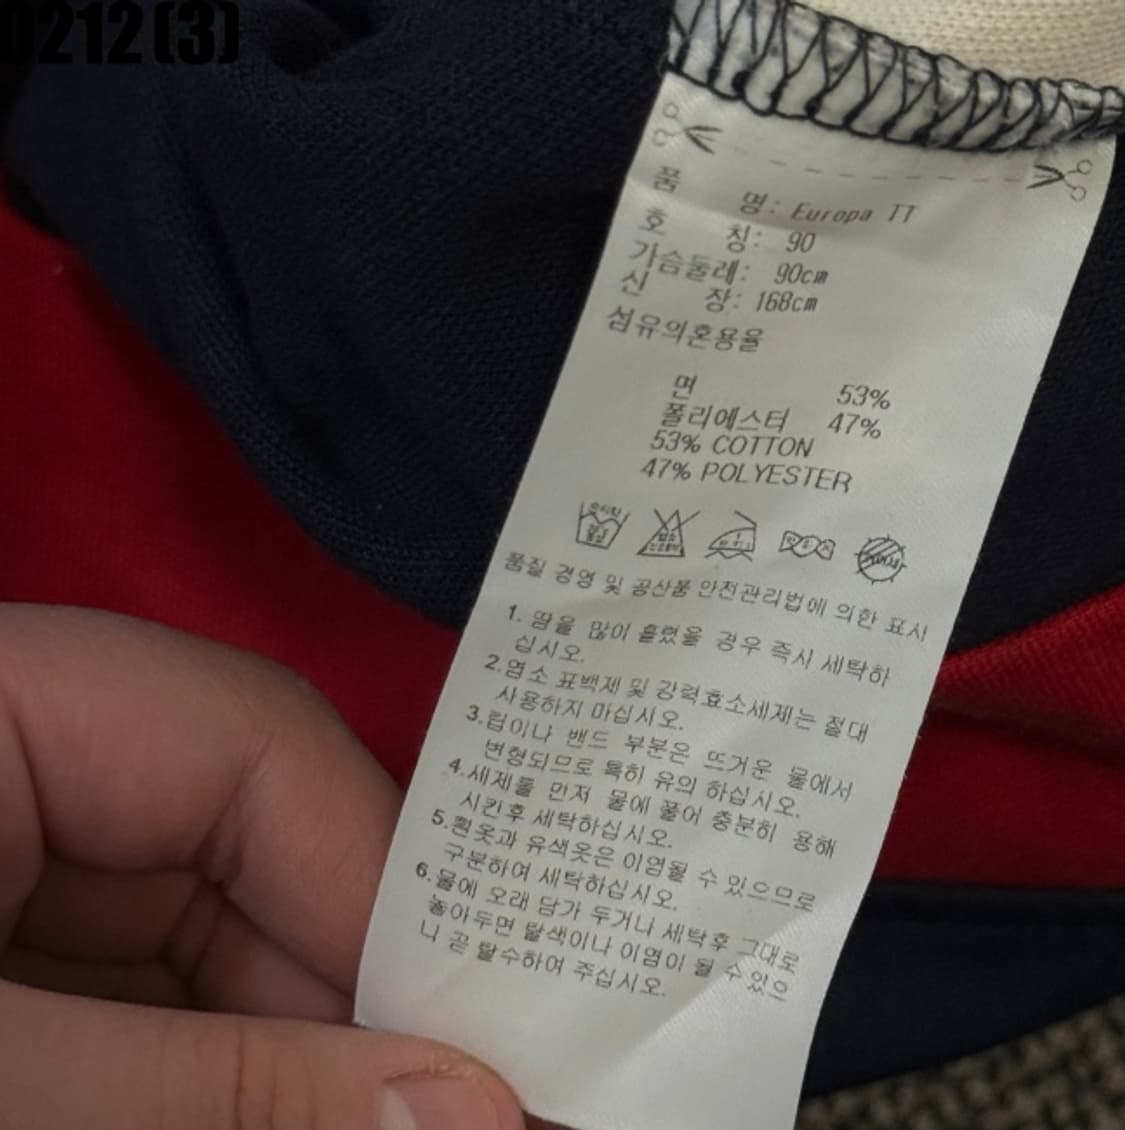 0212(3)
품 명: Europa TT
호 칭: 90
가슴둘레: 90cm
신 장: 168cm
섬유의혼용율
면 53%
폴리에스터 47%
53% COTTON
47% POLYESTER
품질 경영 및 공산품 안전관리법에 의한 표시
1. 땀을 많이 흘렸을 경우 즉시 세탁하
십시오.
2.염소 표백제 및 강력효소세제는 절대
사용하지 마십시오.
3.립이나 밴드 부분은 뜨거운 물에서
변형되므로 특히 유의 하십시오.
4.세제를 먼저 물에 풀어 충분히 용해
시킨후 세탁하십시오.
5.흰옷과 유색옷은 이염될 수 있으므로
구분하여 세탁하십시오.
6.물에 오래 담가 두거나 세탁후 그대로
놓아두면 탈색이나 이염이 될 수 있으
니 곧 탈수하여 주십시오.